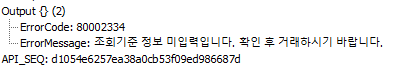 Output {} (2)
ErrorCode: 80002334
ErrorMessage: 조회기준 정보 미입력입니다. 확인 후 거래하시기 바랍니다.
API_SEQ: d1054e6257ea38a0cb53f09ed986687d